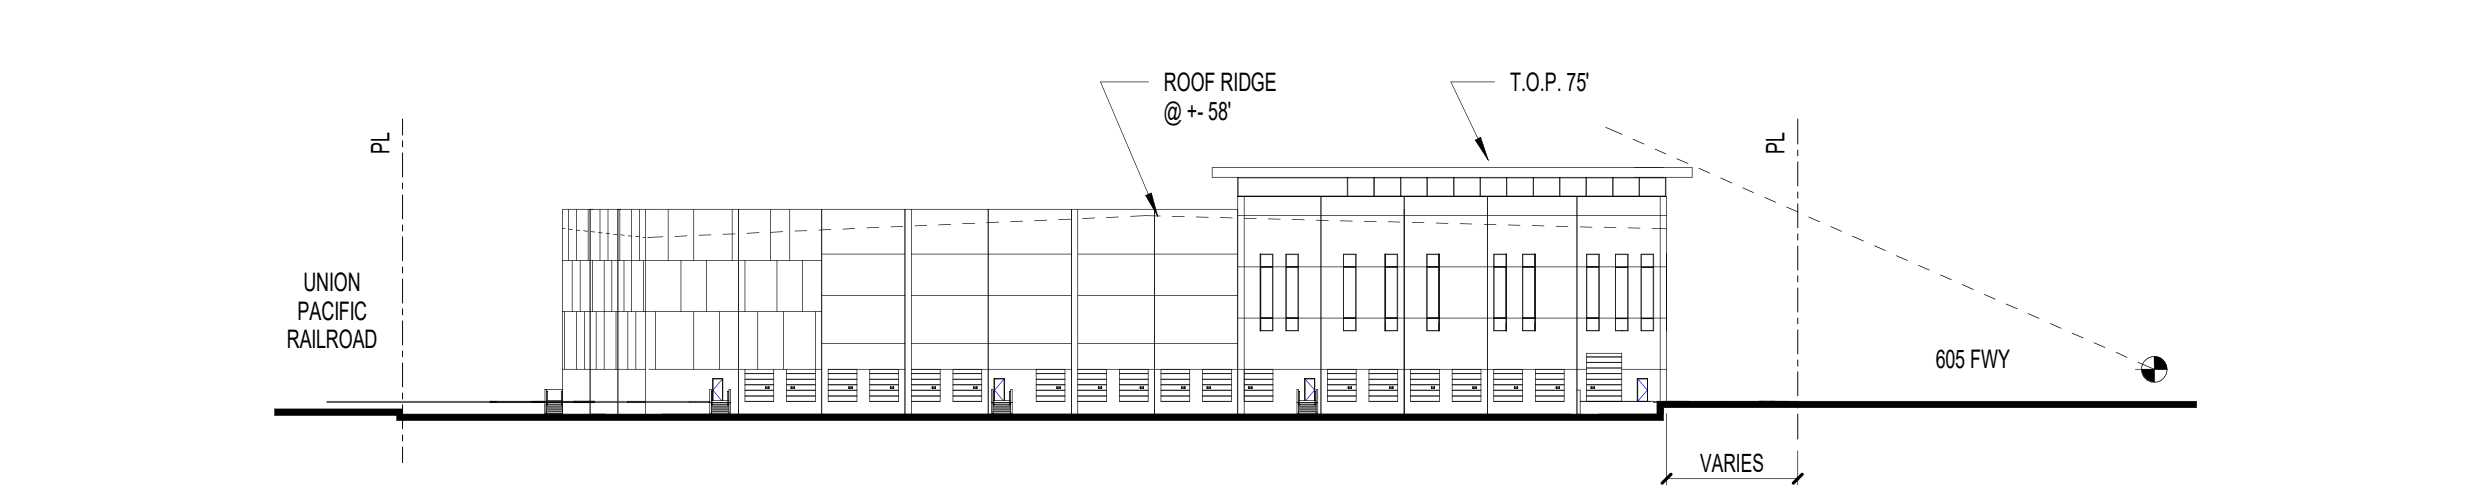 ROOF RIDGE
@ +- 58'
T.O.P. 75'
PL
PL
UNION
PACIFIC
RAILROAD
605 FWY
VARIES